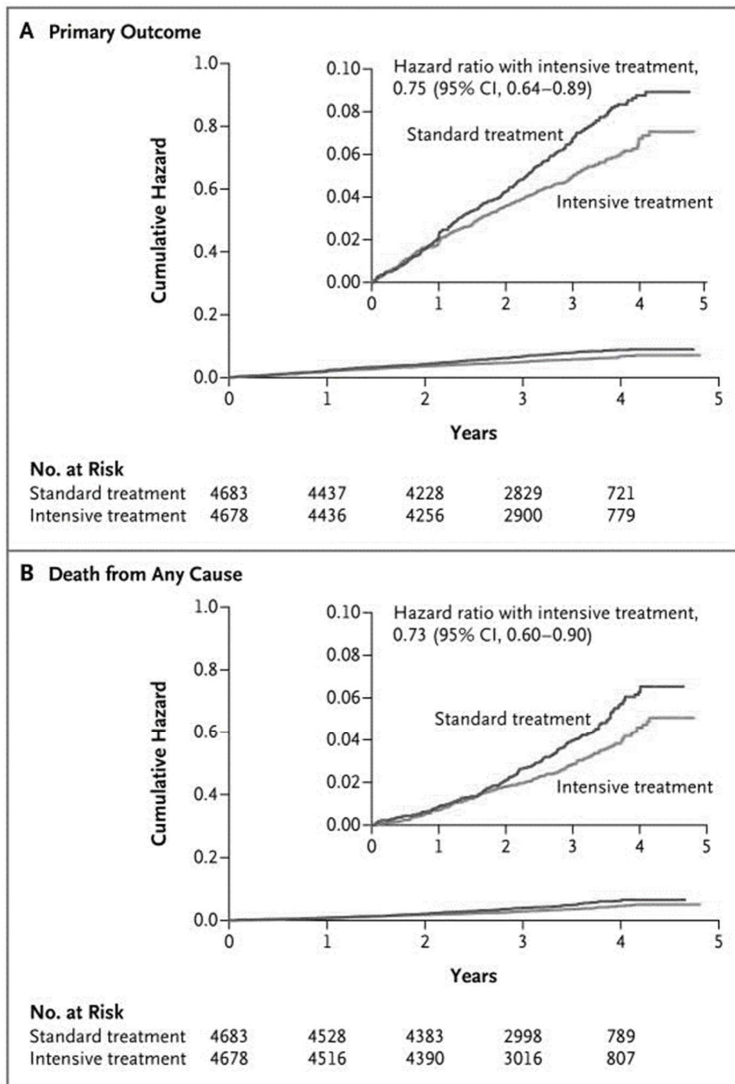 A Primary Outcome
1.0
0.8
0.6
0.4
0.2
0.0
Cumulative Hazard
0.10
0.08
0.06
0.04
0.02
0.00
Hazard ratio with intensive treatment,
0.75 (95% CI, 0.64–0.89)
Standard treatment
Intensive treatment
0 1 2 3 4 5
0 1 2 3 4 5
Years
No. at Risk
Standard treatment 4683 4437 4228 2829 721
Intensive treatment 4678 4436 4256 2900 779
B Death from Any Cause
1.0
0.8
0.6
0.4
0.2
0.0
Cumulative Hazard
0.10
0.08
0.06
0.04
0.02
0.00
Hazard ratio with intensive treatment,
0.73 (95% CI, 0.60–0.90)
Standard treatment
Intensive treatment
0 1 2 3 4 5
0 1 2 3 4 5
Years
No. at Risk
Standard treatment 4683 4528 4383 2998 789
Intensive treatment 4678 4516 4390 3016 807